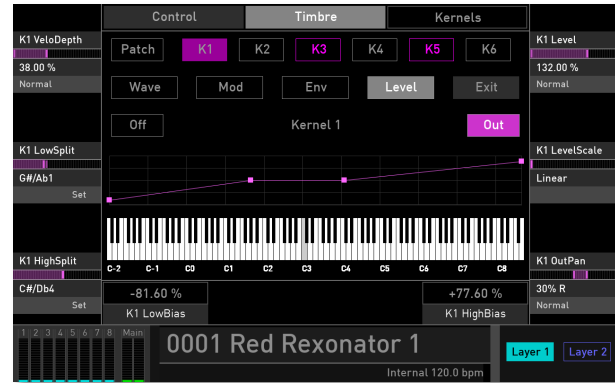 Control Timbre Kernels
K1 VeloDepth
38.00 %
Normal
Patch K1 K2 K3 K4 K5 K6
K1 Level
132.00 %
Normal
Wave Mod Env Level Exit
Off Kernel 1 Out
K1 LowSplit
G#/Ab1
Set
K1 LevelScale
Linear
K1 HighSplit
C#/Db4
Set
C-2 C-1 C0 C1 C2 C3 C4 C5 C6 C7 C8
K1 OutPan
30% R
Normal
-81.60 % +77.60 %
K1 LowBias K1 HighBias
1 2 3 4 5 6 7 8 Main
0001 Red Rexonator 1
Internal 120.0 bpm
Layer 1 Layer 2